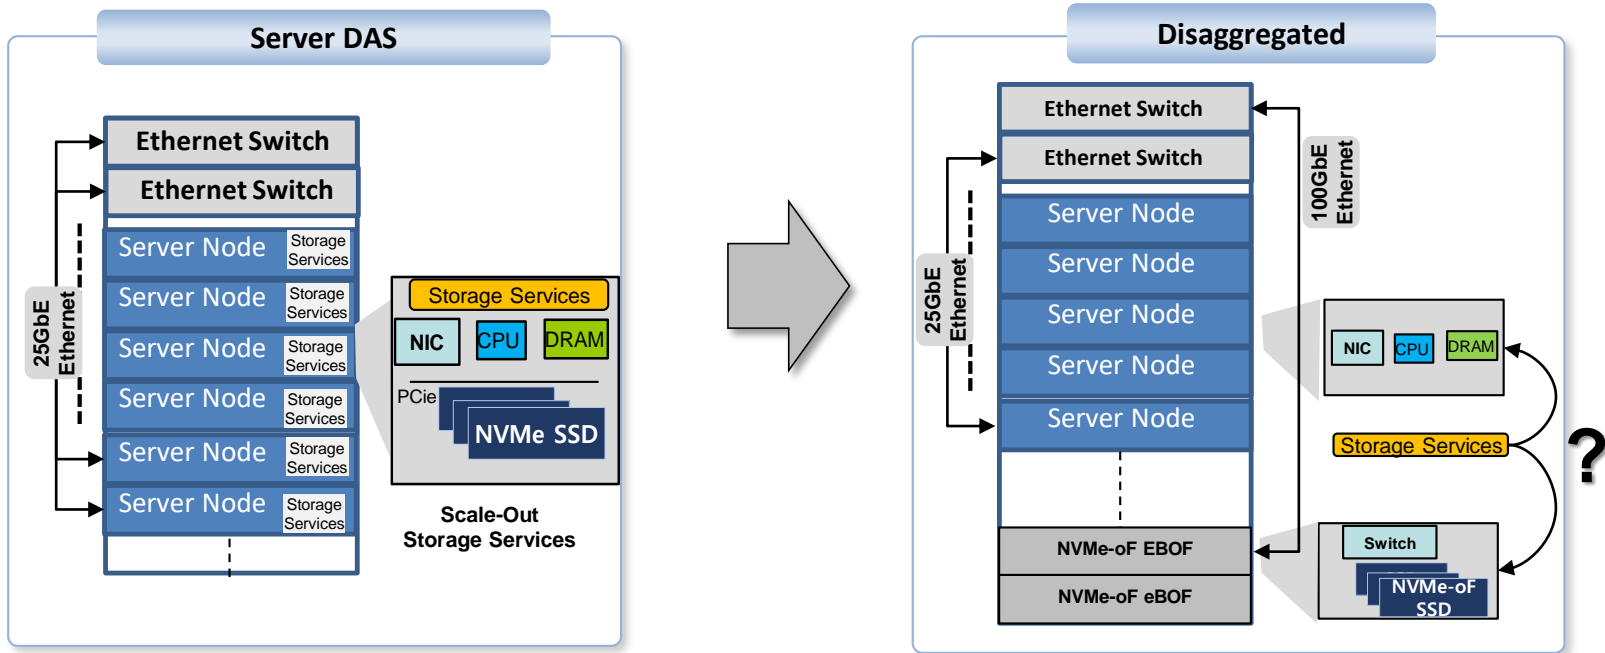 Server DAS
Ethernet Switch
Ethernet Switch
25GbE
Ethernet
Server Node
Storage
Services
Server Node
Storage
Services
Server Node
Storage
Services
Server Node
Storage
Services
Server Node
Storage
Services
Server Node
Storage
Services
Storage Services
NIC
CPU
DRAM
PCie
NVMe SSD
Scale-Out
Storage Services
Disaggregated
Ethernet Switch
Ethernet Switch
25GbE
Ethernet
100GbE
Ethernet
Server Node
Server Node
Server Node
Server Node
Server Node
NVMe-oF EBOF
NVMe-oF eBOF
NIC
CPU
DRAM
Storage Services
?
Switch
NVMe-oF
SSD